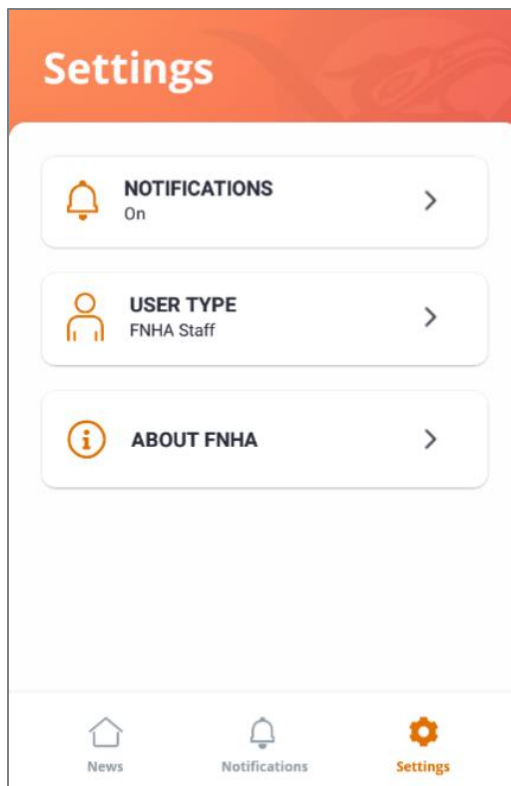 Settings
NOTIFICATIONS
On
USER TYPE
FNHA Staff
ABOUT FNHA
News
Notifications
Settings